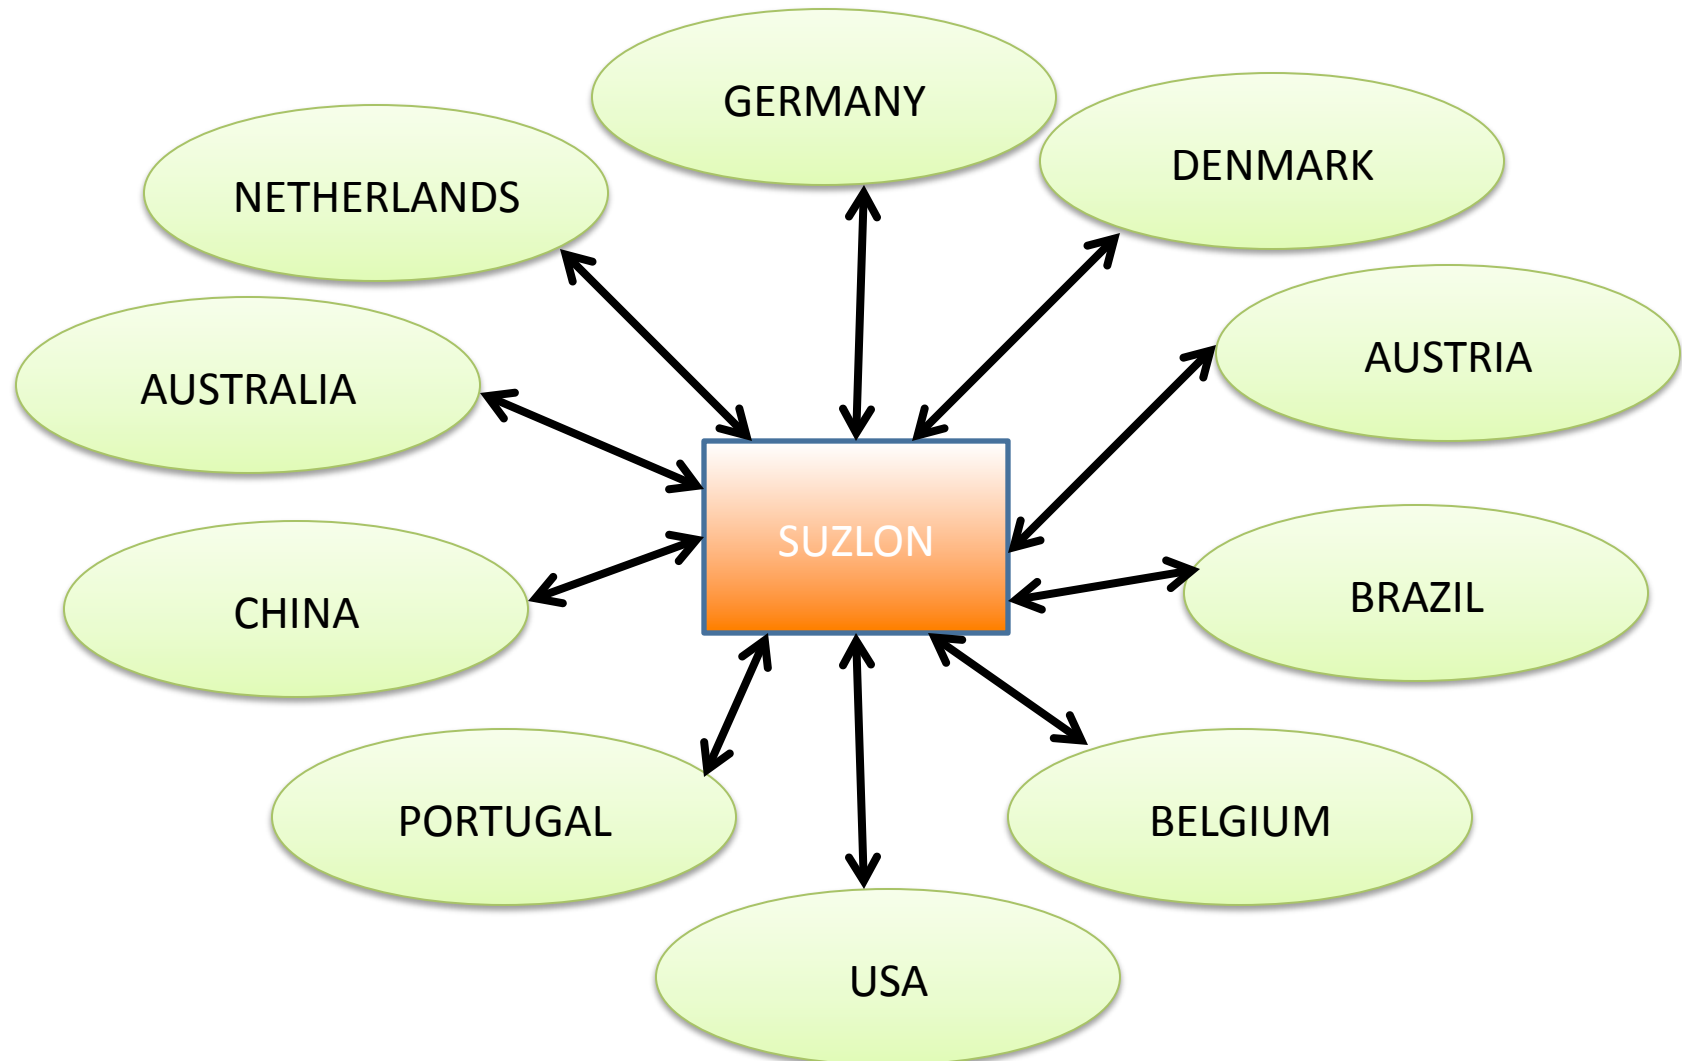 GERMANY
DENMARK
NETHERLANDS
AUSTRIA
AUSTRALIA
SUZLON
BRAZIL
CHINA
PORTUGAL
BELGIUM
USA